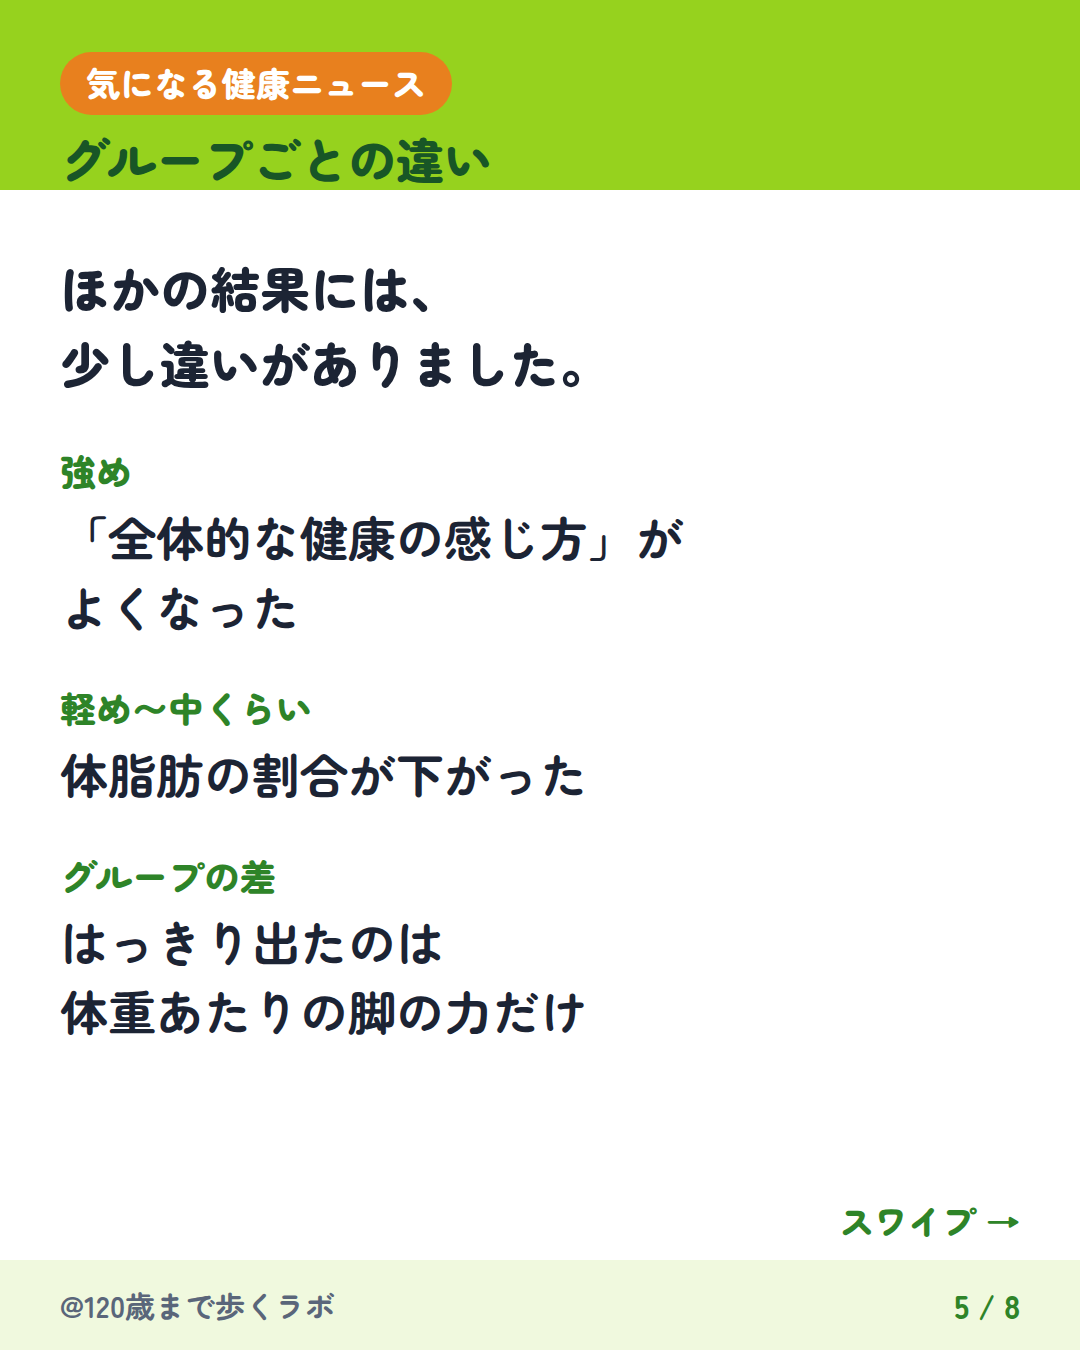 気になる健康ニュース
グループごとの違い
ほかの結果には、
少し違いがありました。
強め
「全体的な健康の感じ方」が
よくなった
軽め〜中くらい
体脂肪の割合が下がった
グループの差
はっきり出たのは
体重あたりの脚の力だけ
スワイプ →
@120歳まで歩くラボ
5 / 8